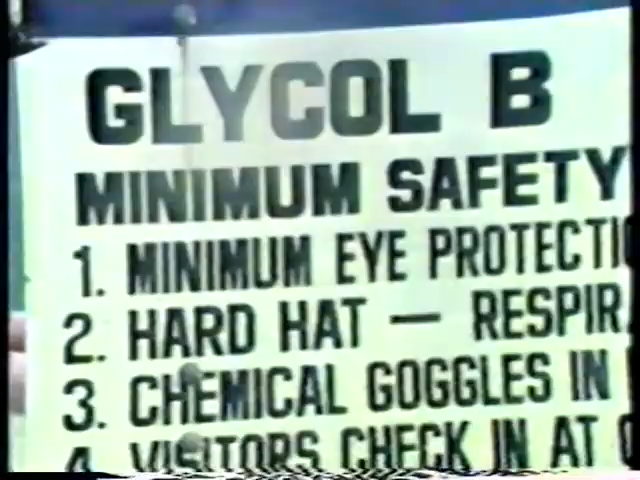 GLYCOL B
MINIMUM SAFETY
1. MINIMUM EYE PROTECTI
2. HARD HAT — RESPIR
3. CHEMICAL GOGGLES IN
4. VISITORS CHECK IN AT